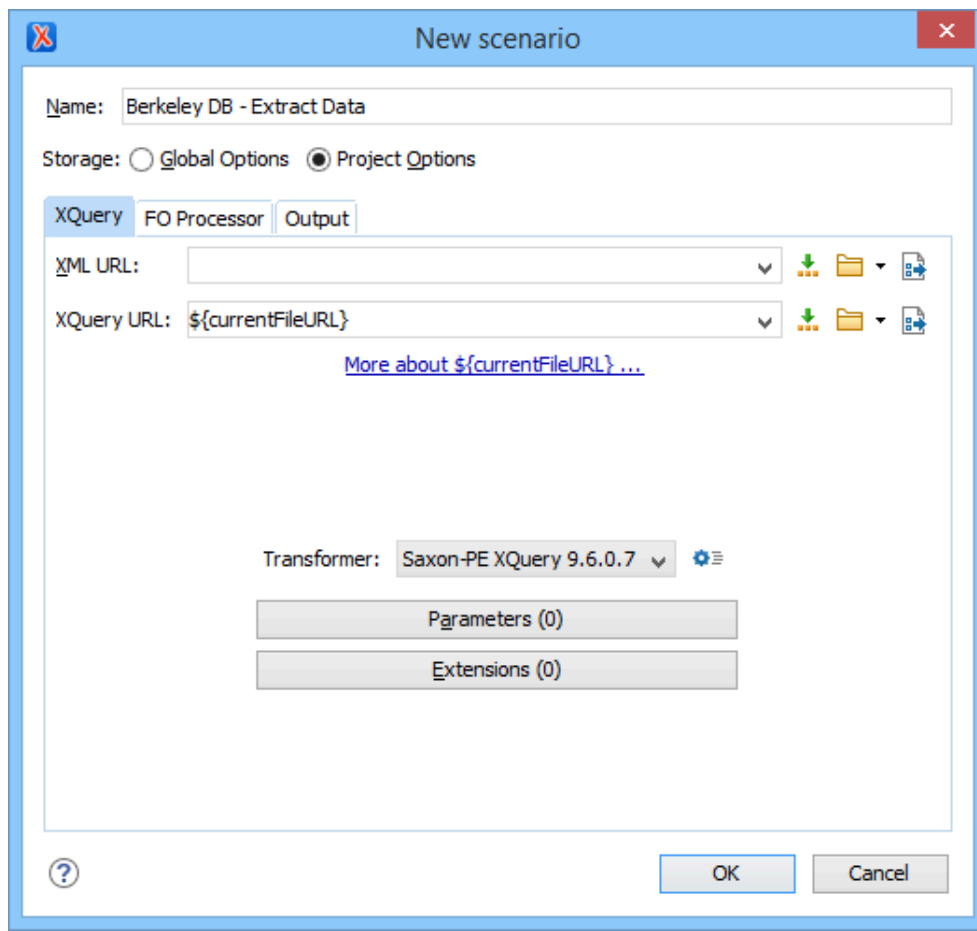 New scenario
Name: Berkeley DB - Extract Data
Storage: Global Options Project Options
XQuery FO Processor Output
XML URL:
XQuery URL: ${currentFileURL}
More about ${currentFileURL} ...
Transformer: Saxon-PE XQuery 9.6.0.7
Parameters (0)
Extensions (0)
? OK Cancel